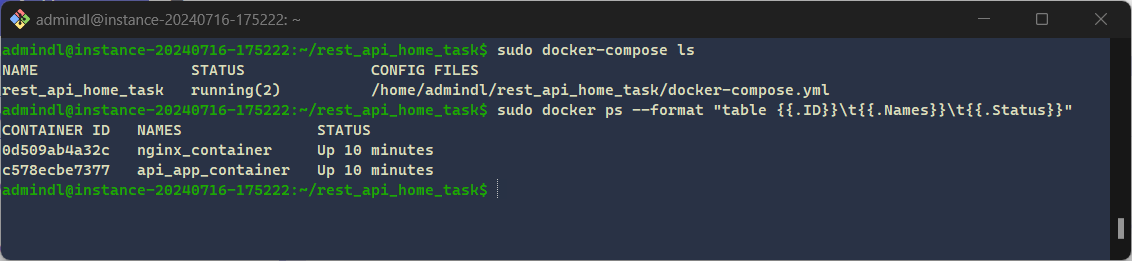 admindl@instance-20240716-175222: ~
admindl@instance-20240716-175222:~/rest_api_home_task$ sudo docker-compose ls
NAME                STATUS              CONFIG FILES
rest_api_home_task   running(2)          /home/admindl/rest_api_home_task/docker-compose.yml
admindl@instance-20240716-175222:~/rest_api_home_task$ sudo docker ps --format "table {{.ID}}\t{{.Names}}\t{{.Status}}"
CONTAINER ID   NAMES               STATUS
0d509ab4a32c   nginx_container     Up 10 minutes
c578ecbe7377   api_app_container   Up 10 minutes
admindl@instance-20240716-175222:~/rest_api_home_task$